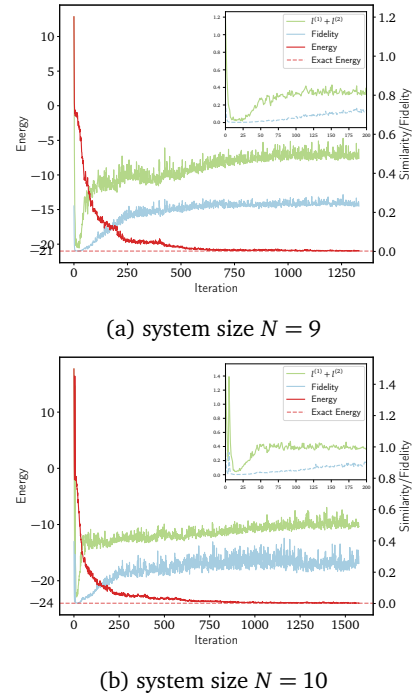 1.2
1.0
0.8
0.6
0.4
0.2
0.0
0 25 50 75 100 125 150 175 200
l^(1) + l^(2)
Fidelity
Energy
Exact Energy
10
5
0
−5
−10
−15
−20
−21
Energy
1.2
1.0
0.8
0.6
0.4
0.2
0.0
Similarity/Fidelity
0 250 500 750 1000 1250
Iteration
(a) system size N = 9
1.4
1.2
1.0
0.8
0.6
0.4
0.2
0.0
0 25 50 75 100 125 150 175 200
l^(1) + l^(2)
Fidelity
Energy
Exact Energy
10
0
−10
−20
−24
Energy
1.4
1.2
1.0
0.8
0.6
0.4
0.2
0.0
Similarity/Fidelity
0 250 500 750 1000 1250 1500
Iteration
(b) system size N = 10